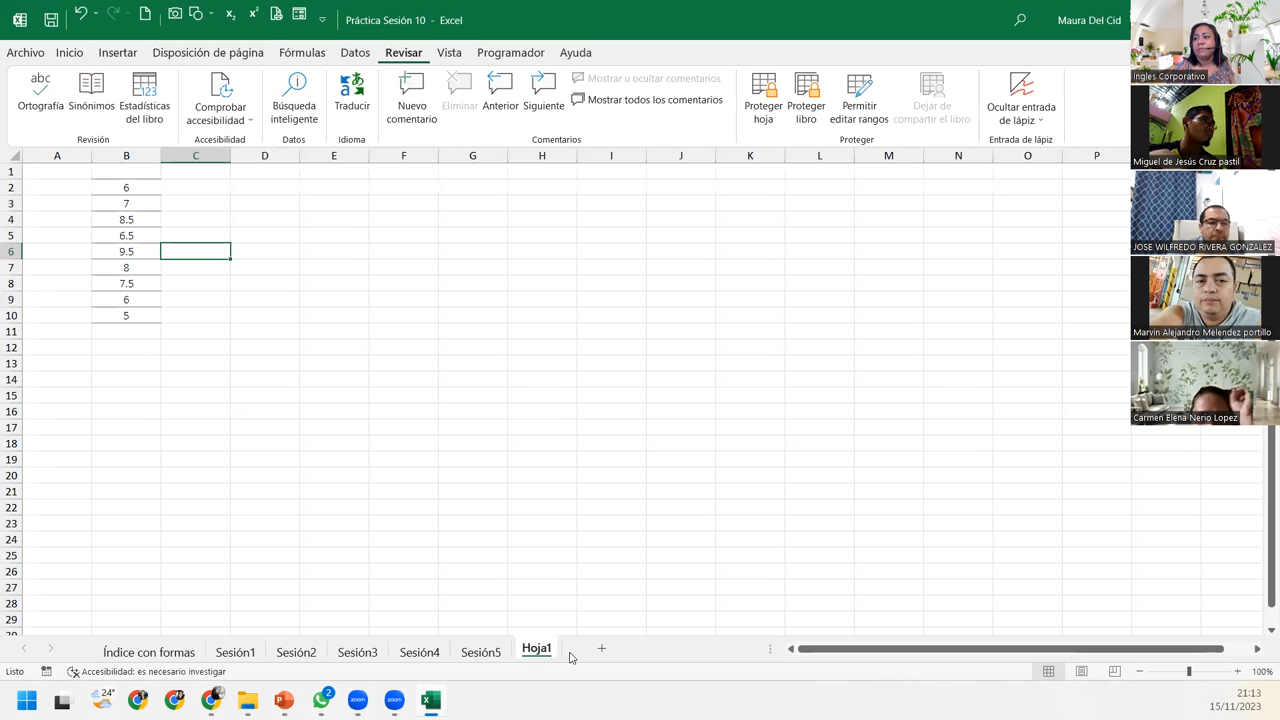 Práctica Sesión 10 - Excel
Maura Del Cid
Archivo Inicio Insertar Disposición de página Fórmulas Datos Revisar Vista Programador Ayuda
Ortografía Sinónimos Estadísticas del libro
Revisión
Comprobar accesibilidad
Accesibilidad
Búsqueda inteligente
Datos
Traducir
Idioma
Nuevo comentario Eliminar Anterior Siguiente
Mostrar u ocultar comentarios
Mostrar todos los comentarios
Comentarios
Proteger hoja Proteger libro Permitir editar rangos Dejar de compartir el libro
Proteger
Ocultar entrada de lápiz
Entrada de lápiz
A B C D E F G H I J K L M N O P
1
2 6
3 7
4 8.5
5 6.5
6 9.5
7 8
8 7.5
9 6
10 5
11
12
13
14
15
16
17
18
19
20
21
22
23
24
25
26
27
28
29
Ingles Corporativo
Miguel de Jesús Cruz pastil
JOSE WILFREDO RIVERA GONZALEZ
Marvin Alejandro Melendez portillo
Carmen Elena Nerio Lopez
Índice con formas Sesión1 Sesión2 Sesión3 Sesión4 Sesión5 Hoja1
Listo Accesibilidad: es necesario investigar 100%
24°
2
zoom zoom
21:13
15/11/2023